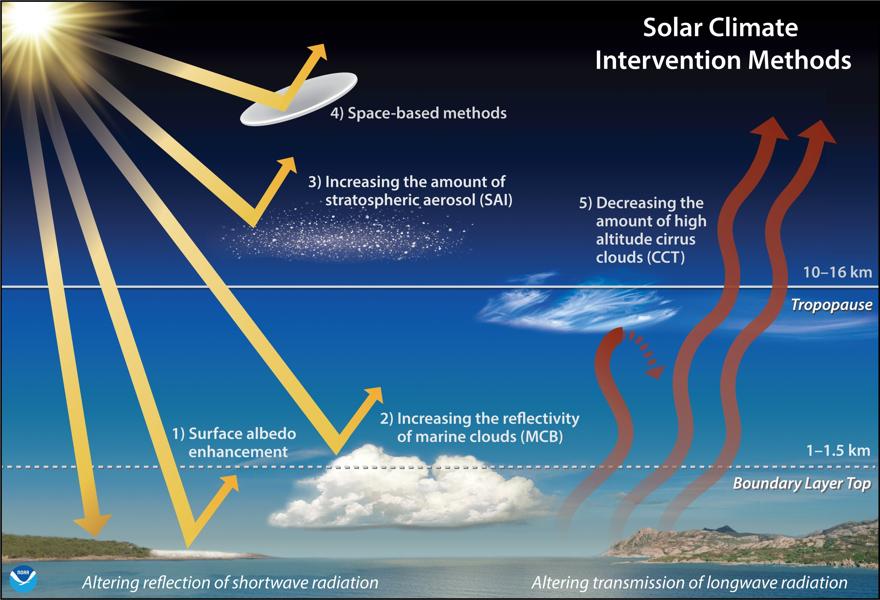 Solar Climate
Intervention Methods
4) Space-based methods
3) Increasing the amount of
stratospheric aerosol (SAI)
5) Decreasing the
amount of high
altitude cirrus
clouds (CCT)
10–16 km
Tropopause
2) Increasing the reflectivity
of marine clouds (MCB)
1) Surface albedo
enhancement
1–1.5 km
Boundary Layer Top
NOAA
Altering reflection of shortwave radiation
Altering transmission of longwave radiation